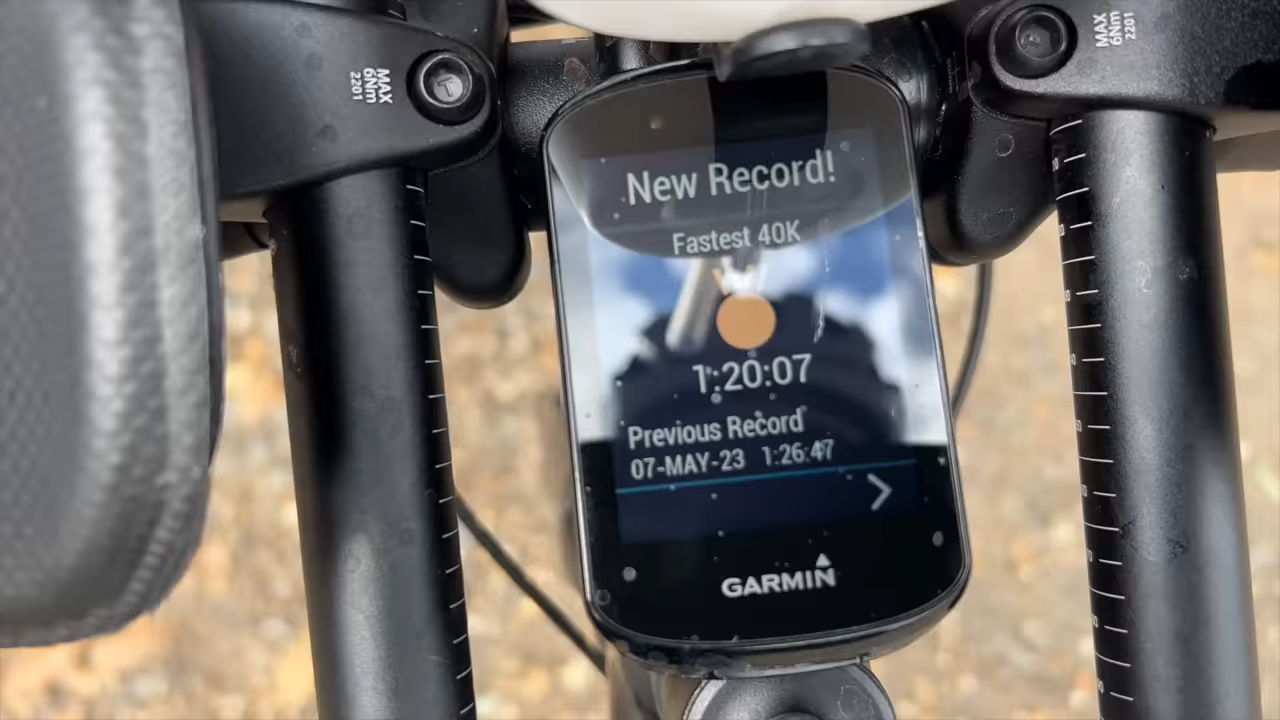 New Record!
Fastest 40K
1:20:07
Previous Record
07-MAY-23 1:26:47
GARMIN
MAX
6Nm
2201
MAX
6Nm
2201